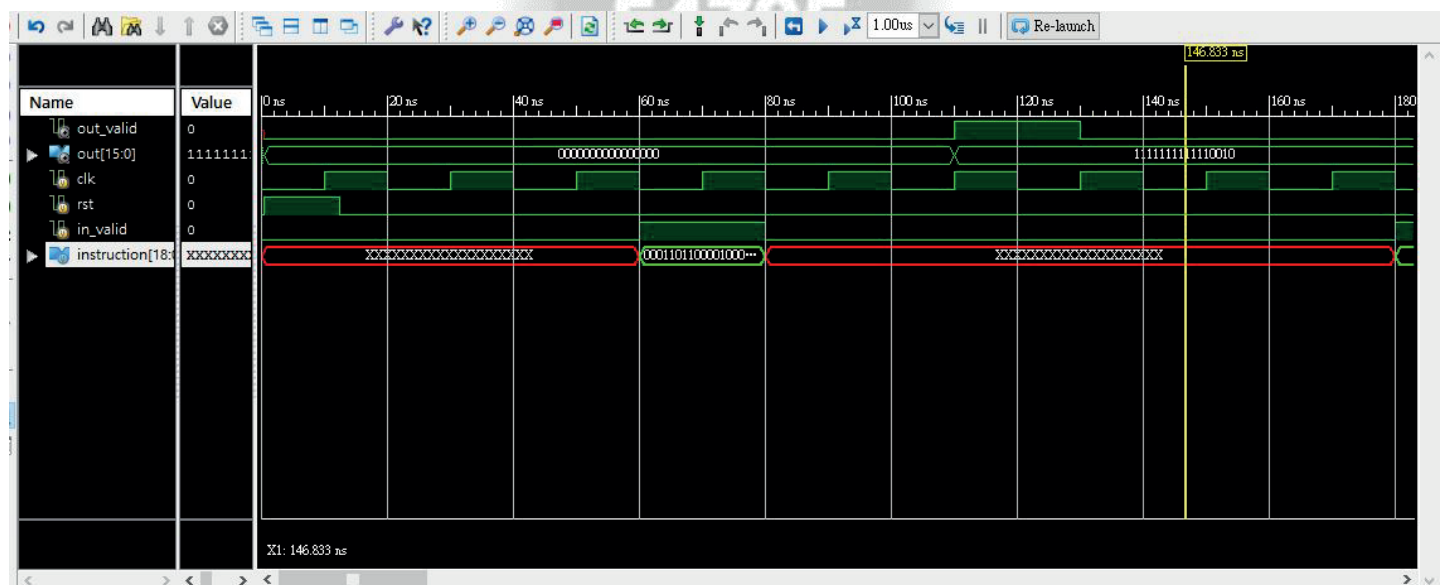 1.00us Re-launch
146.833 ns
Name Value 0 ns 20 ns 40 ns 60 ns 80 ns 100 ns 120 ns 140 ns 160 ns 180
out_valid 0
out[15:0] 1111111: 0000000000000000 1111111111110010
clk 0
rst 0
in_valid 0
instruction[18:0 XXXXXXXX XXXXXXXXXXXXXXXXXXX 0001101100001000··· XXXXXXXXXXXXXXXXXXX
X1: 146.833 ns